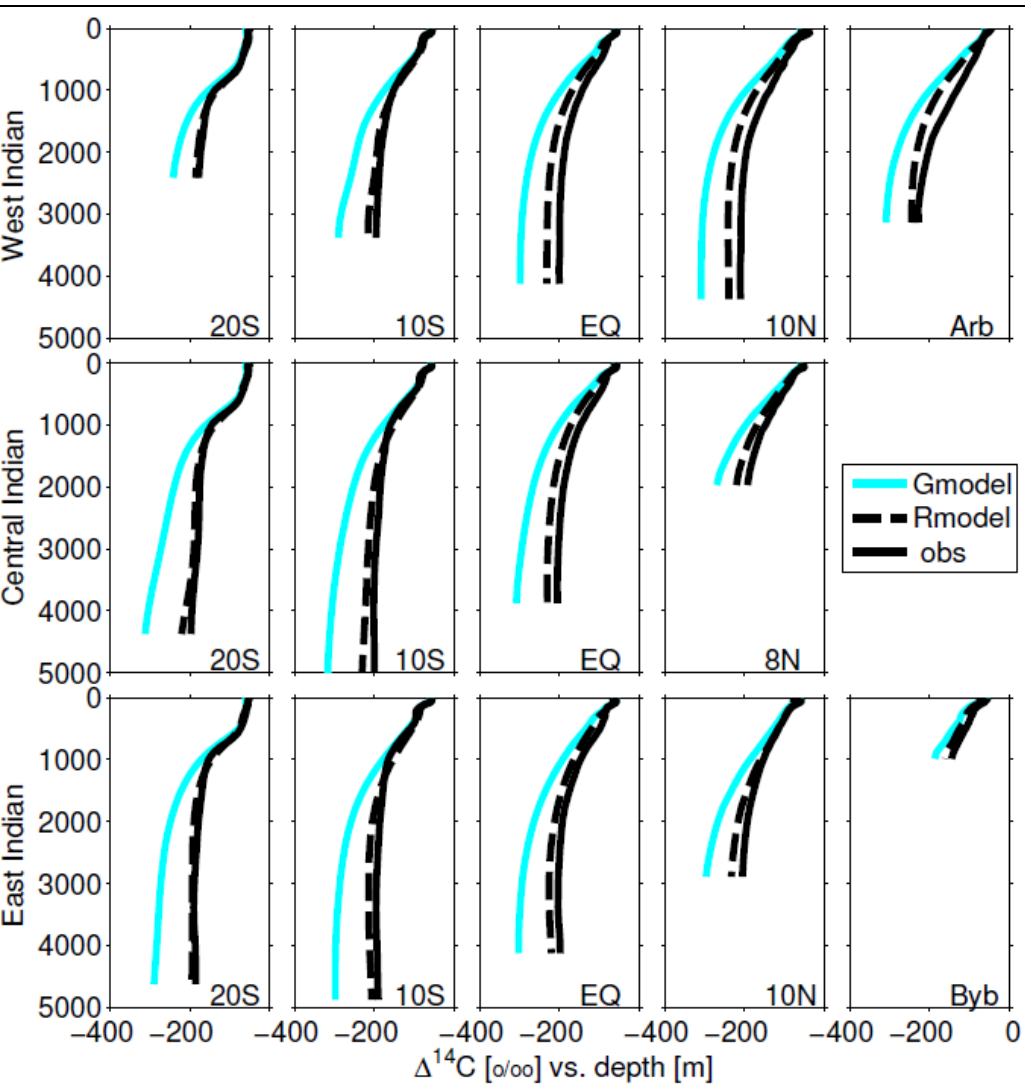 0
1000
2000
3000
4000
5000
West Indian
20S
10S
EQ
10N
Arb
0
1000
2000
3000
4000
5000
Central Indian
20S
10S
EQ
8N
Gmodel
Rmodel
obs
0
1000
2000
3000
4000
5000
East Indian
20S
10S
EQ
10N
Byb
−400 −200 −400 −200 −400 −200 −400 −200 −400 −200 0
Δ¹⁴C [o/oo] vs. depth [m]